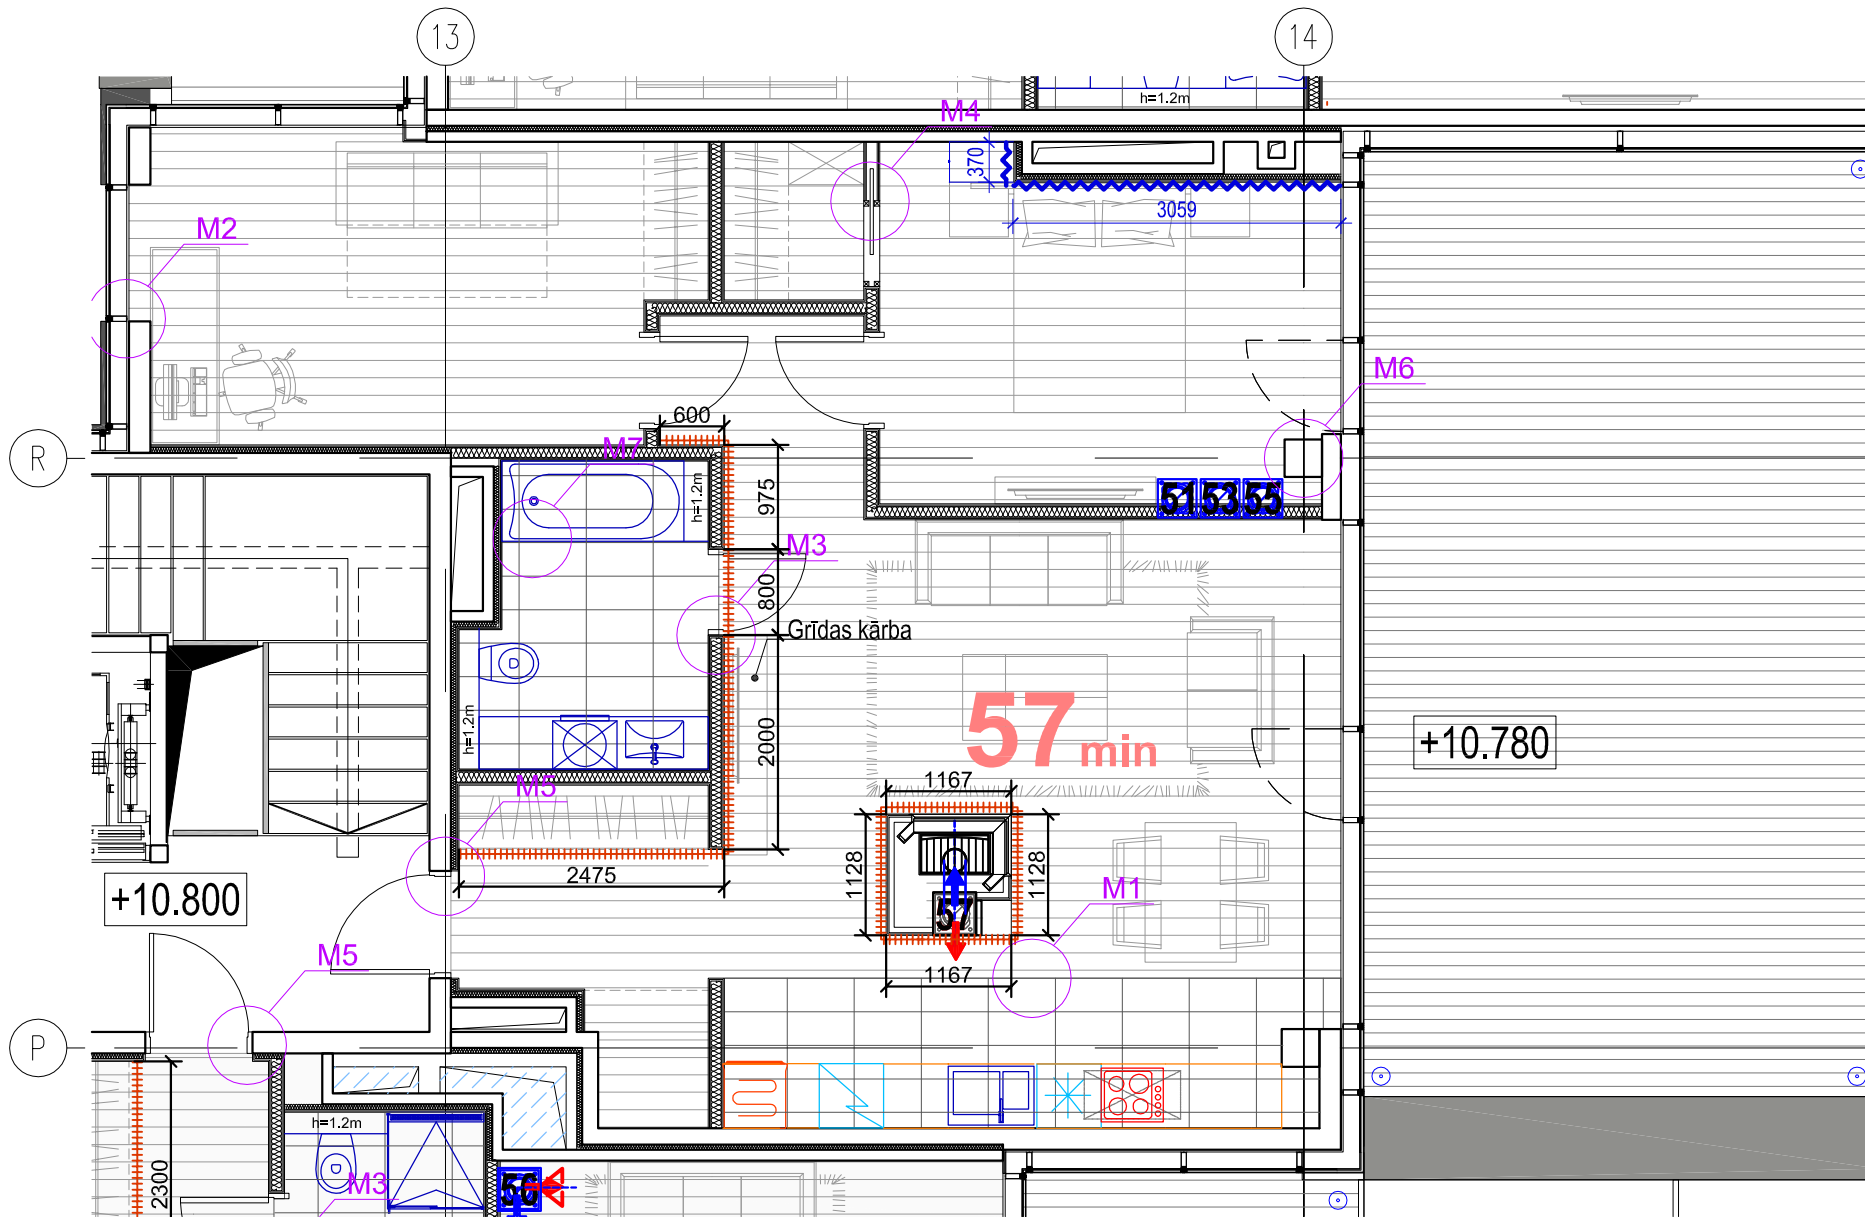 13
14
h=1.2m
M4
370
3059
M2
M6
600
R
M7
h=1.2m
975
51 53 55
M3
800
Grīdas kārba
57 min
h=1.2m
2000
+10.780
1167
M5
2475
1128
1128
57
M1
+10.800
M5
1167
P
h=1.2m
2300
M3
56